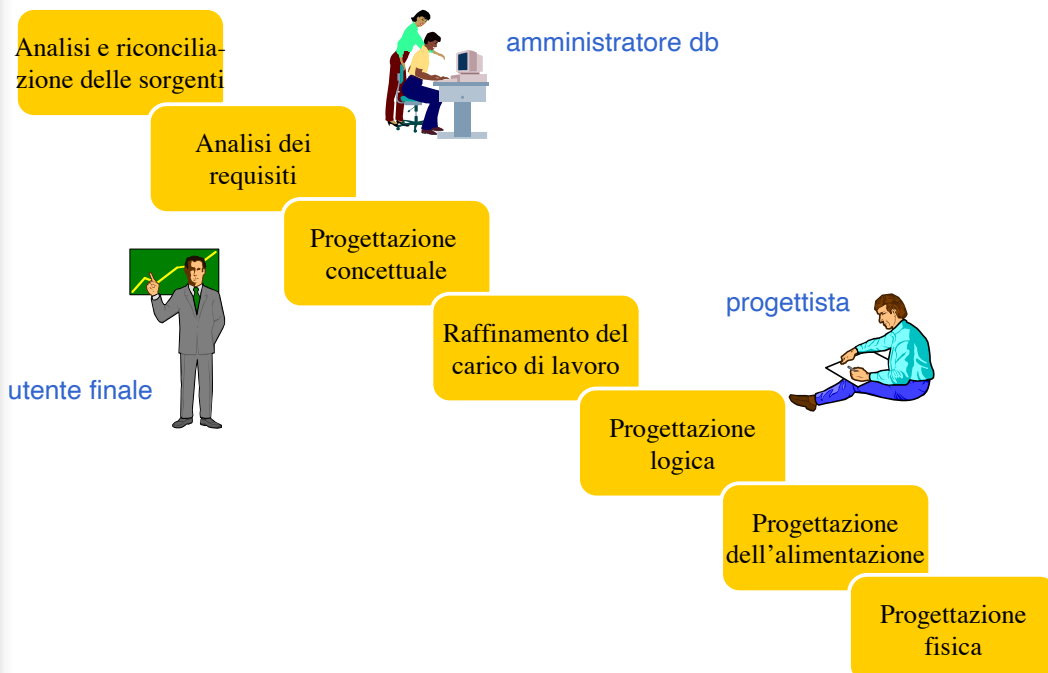 Analisi e riconcilia-
zione delle sorgenti
amministratore db
Analisi dei
requisiti
Progettazione
concettuale
progettista
Raffinamento del
carico di lavoro
utente finale
Progettazione
logica
Progettazione
dell’alimentazione
Progettazione
fisica